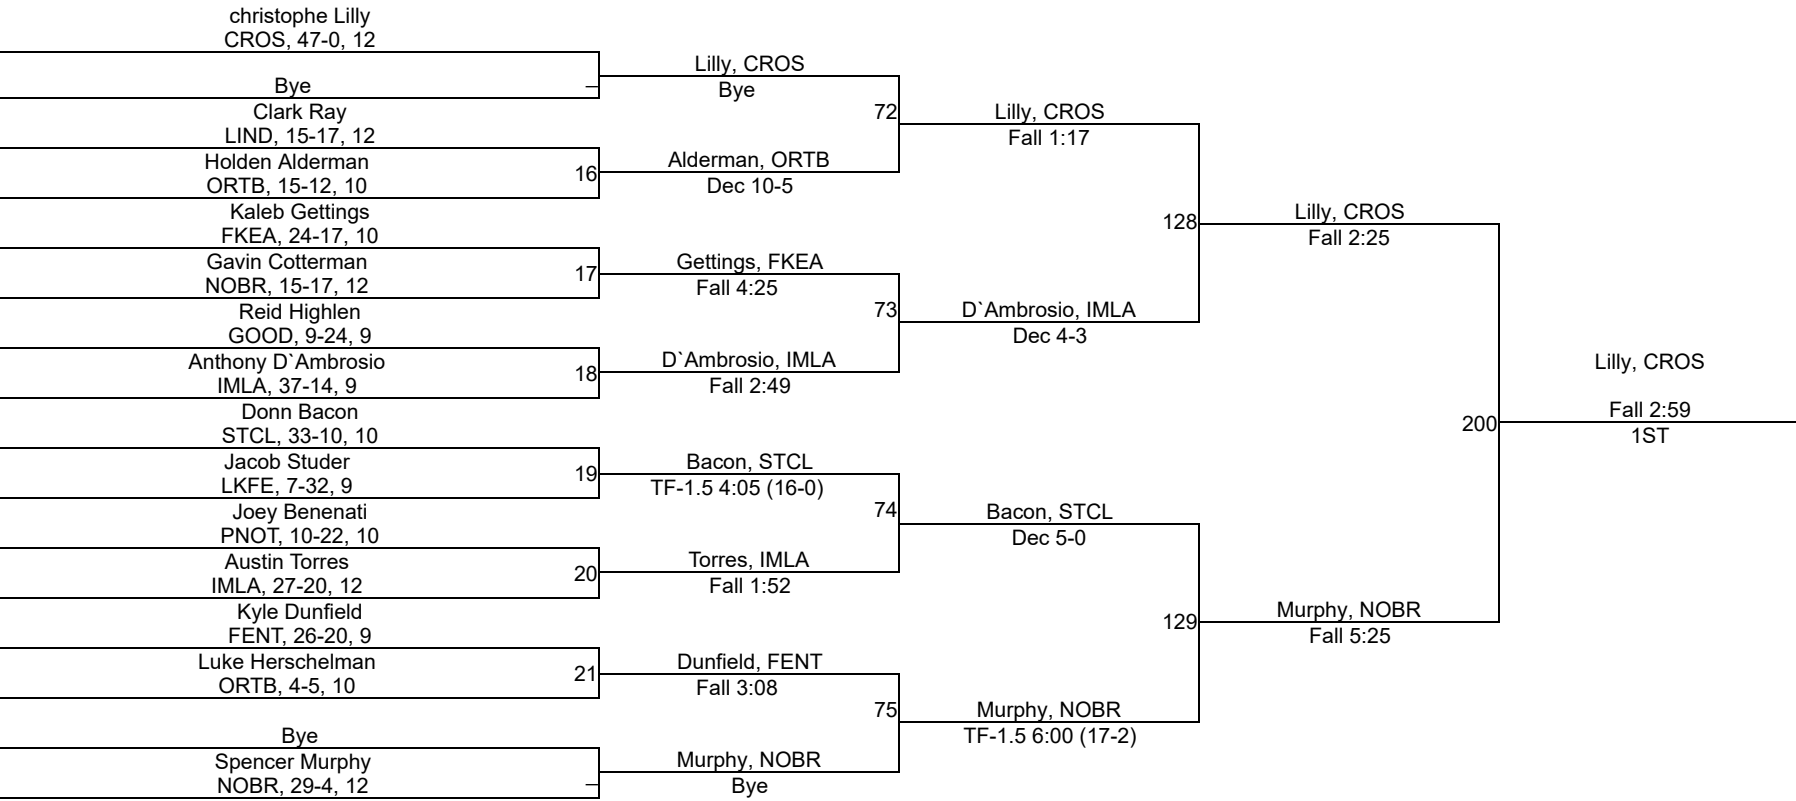 christophe Lilly
CROS, 47-0, 12
Bye
Clark Ray
LIND, 15-17, 12
Holden Alderman
ORTB, 15-12, 10
Kaleb Gettings
FKEA, 24-17, 10
Gavin Cotterman
NOBR, 15-17, 12
Reid Highlen
GOOD, 9-24, 9
Anthony D`Ambrosio
IMLA, 37-14, 9
Donn Bacon
STCL, 33-10, 10
Jacob Studer
LKFE, 7-32, 9
Joey Benenati
PNOT, 10-22, 10
Austin Torres
IMLA, 27-20, 12
Kyle Dunfield
FENT, 26-20, 9
Luke Herschelman
ORTB, 4-5, 10
Bye
Spencer Murphy
NOBR, 29-4, 12
–
16
17
18
19
20
21
–
Lilly, CROS
Bye
Alderman, ORTB
Dec 10-5
Gettings, FKEA
Fall 4:25
D`Ambrosio, IMLA
Fall 2:49
Bacon, STCL
TF-1.5 4:05 (16-0)
Torres, IMLA
Fall 1:52
Dunfield, FENT
Fall 3:08
Murphy, NOBR
Bye
72
73
74
75
Lilly, CROS
Fall 1:17
D`Ambrosio, IMLA
Dec 4-3
Bacon, STCL
Dec 5-0
Murphy, NOBR
TF-1.5 6:00 (17-2)
128
129
Lilly, CROS
Fall 2:25
Murphy, NOBR
Fall 5:25
200
Lilly, CROS
Fall 2:59
1ST